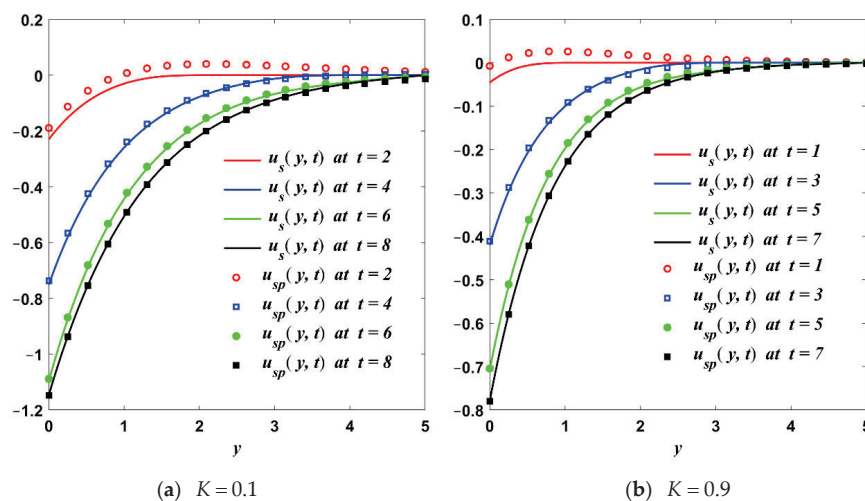 0.2
0
−0.2
−0.4
−0.6
−0.8
−1
−1.2
0 1 2 3 4 5
y
u_s(y,t) at t=2
u_s(y,t) at t=4
u_s(y,t) at t=6
u_s(y,t) at t=8
u_sp(y,t) at t=2
u_sp(y,t) at t=4
u_sp(y,t) at t=6
u_sp(y,t) at t=8
(a) K=0.1
0.1
0
−0.1
−0.2
−0.3
−0.4
−0.5
−0.6
−0.7
−0.8
0 1 2 3 4 5
y
u_s(y,t) at t=1
u_s(y,t) at t=3
u_s(y,t) at t=5
u_s(y,t) at t=7
u_sp(y,t) at t=1
u_sp(y,t) at t=3
u_sp(y,t) at t=5
u_sp(y,t) at t=7
(b) K=0.9